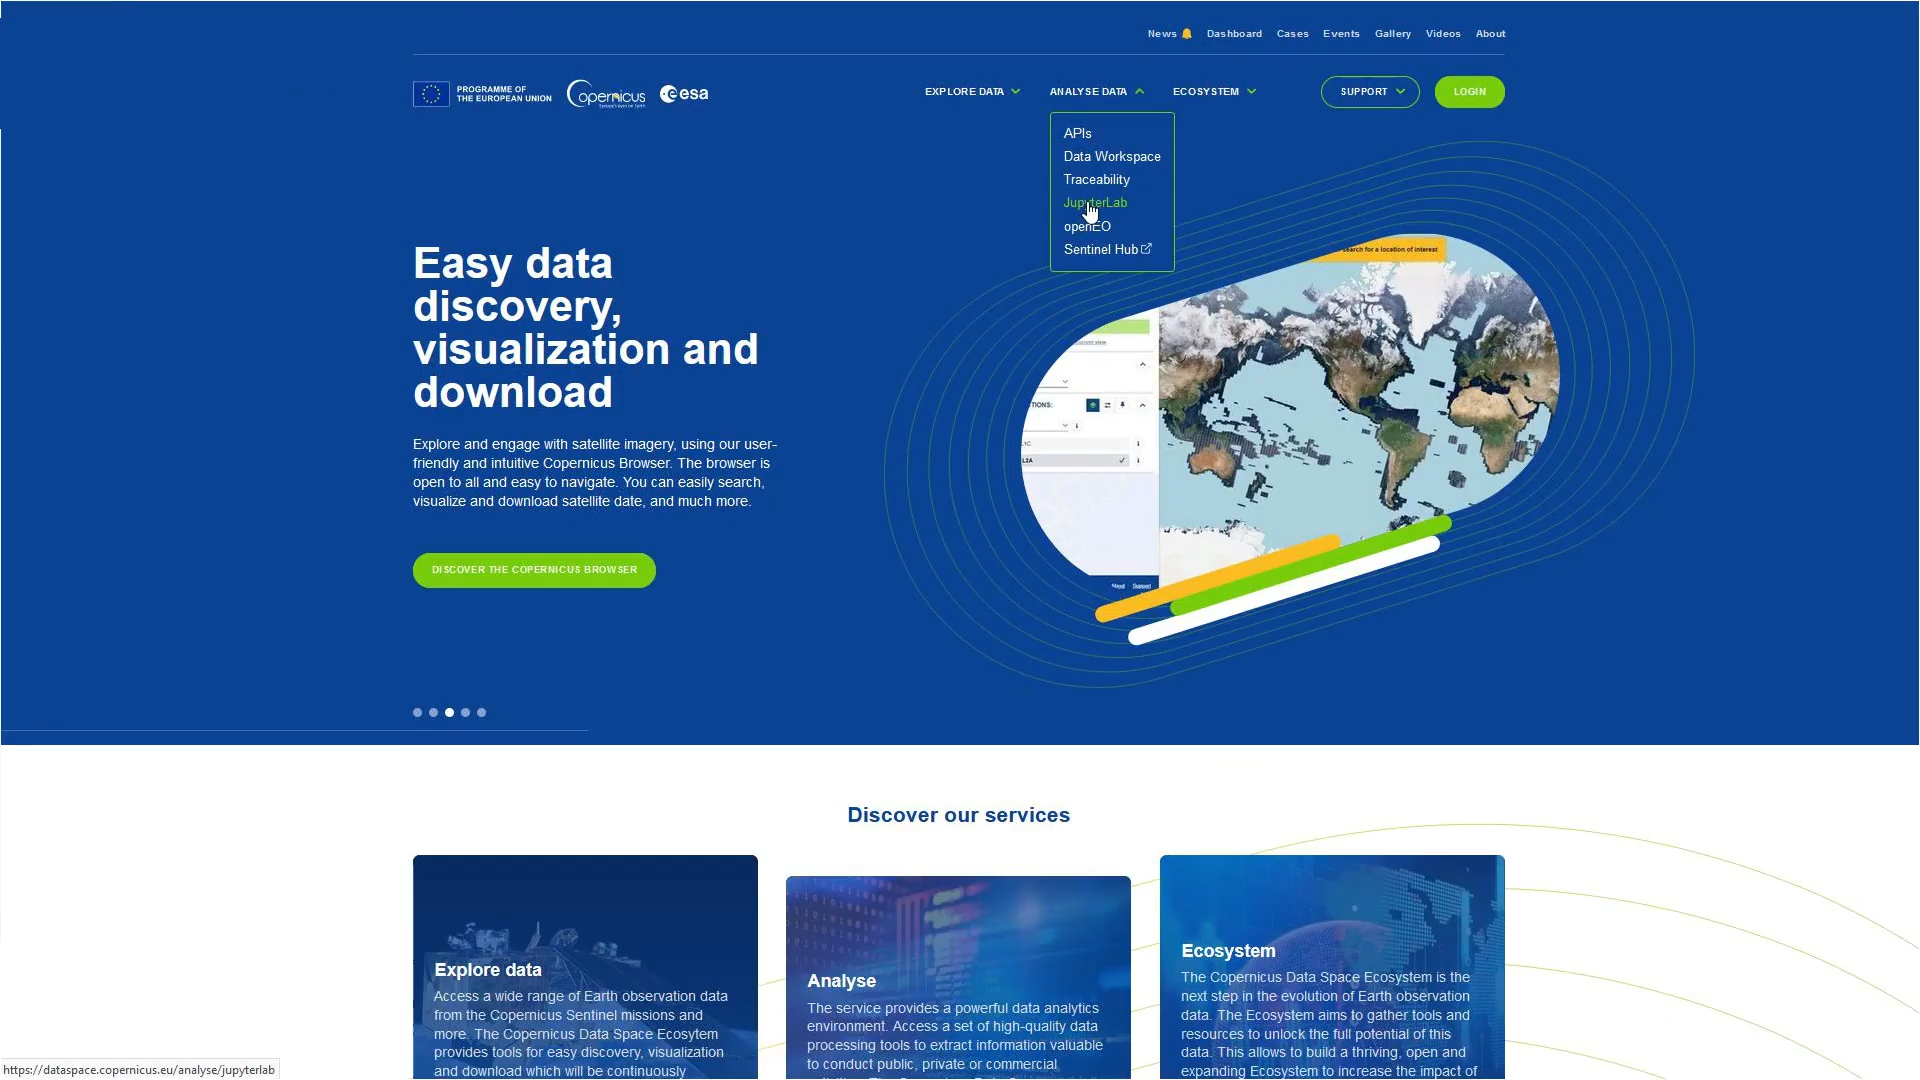 News
Dashboard
Cases
Events
Gallery
Videos
About
PROGRAMME OF
THE EUROPEAN UNION
opernicus
Europe's eyes on Earth
esa
EXPLORE DATA
ANALYSE DATA
ECOSYSTEM
SUPPORT
LOGIN
APIs
Data Workspace
Traceability
JupyterLab
openEO
Sentinel Hub
Easy data
discovery,
visualization and
download
search for a location of interest
TIONS:
L1C
L2A
About
Support
Explore and engage with satellite imagery, using our user-
friendly and intuitive Copernicus Browser. The browser is
open to all and easy to navigate. You can easily search,
visualize and download satellite date, and much more.
DISCOVER THE COPERNICUS BROWSER
Discover our services
Explore data
Access a wide range of Earth observation data
from the Copernicus Sentinel missions and
more. The Copernicus Data Space Ecosytem
provides tools for easy discovery, visualization
and download which will be continuously
Analyse
The service provides a powerful data analytics
environment. Access a set of high-quality data
processing tools to extract information valuable
to conduct public, private or commercial
Ecosystem
The Copernicus Data Space Ecosystem is the
next step in the evolution of Earth observation
data. The Ecosystem aims to gather tools and
resources to unlock the full potential of this
data. This allows to build a thriving, open and
expanding Ecosystem to increase the impact of
https://dataspace.copernicus.eu/analyse/jupyterlab